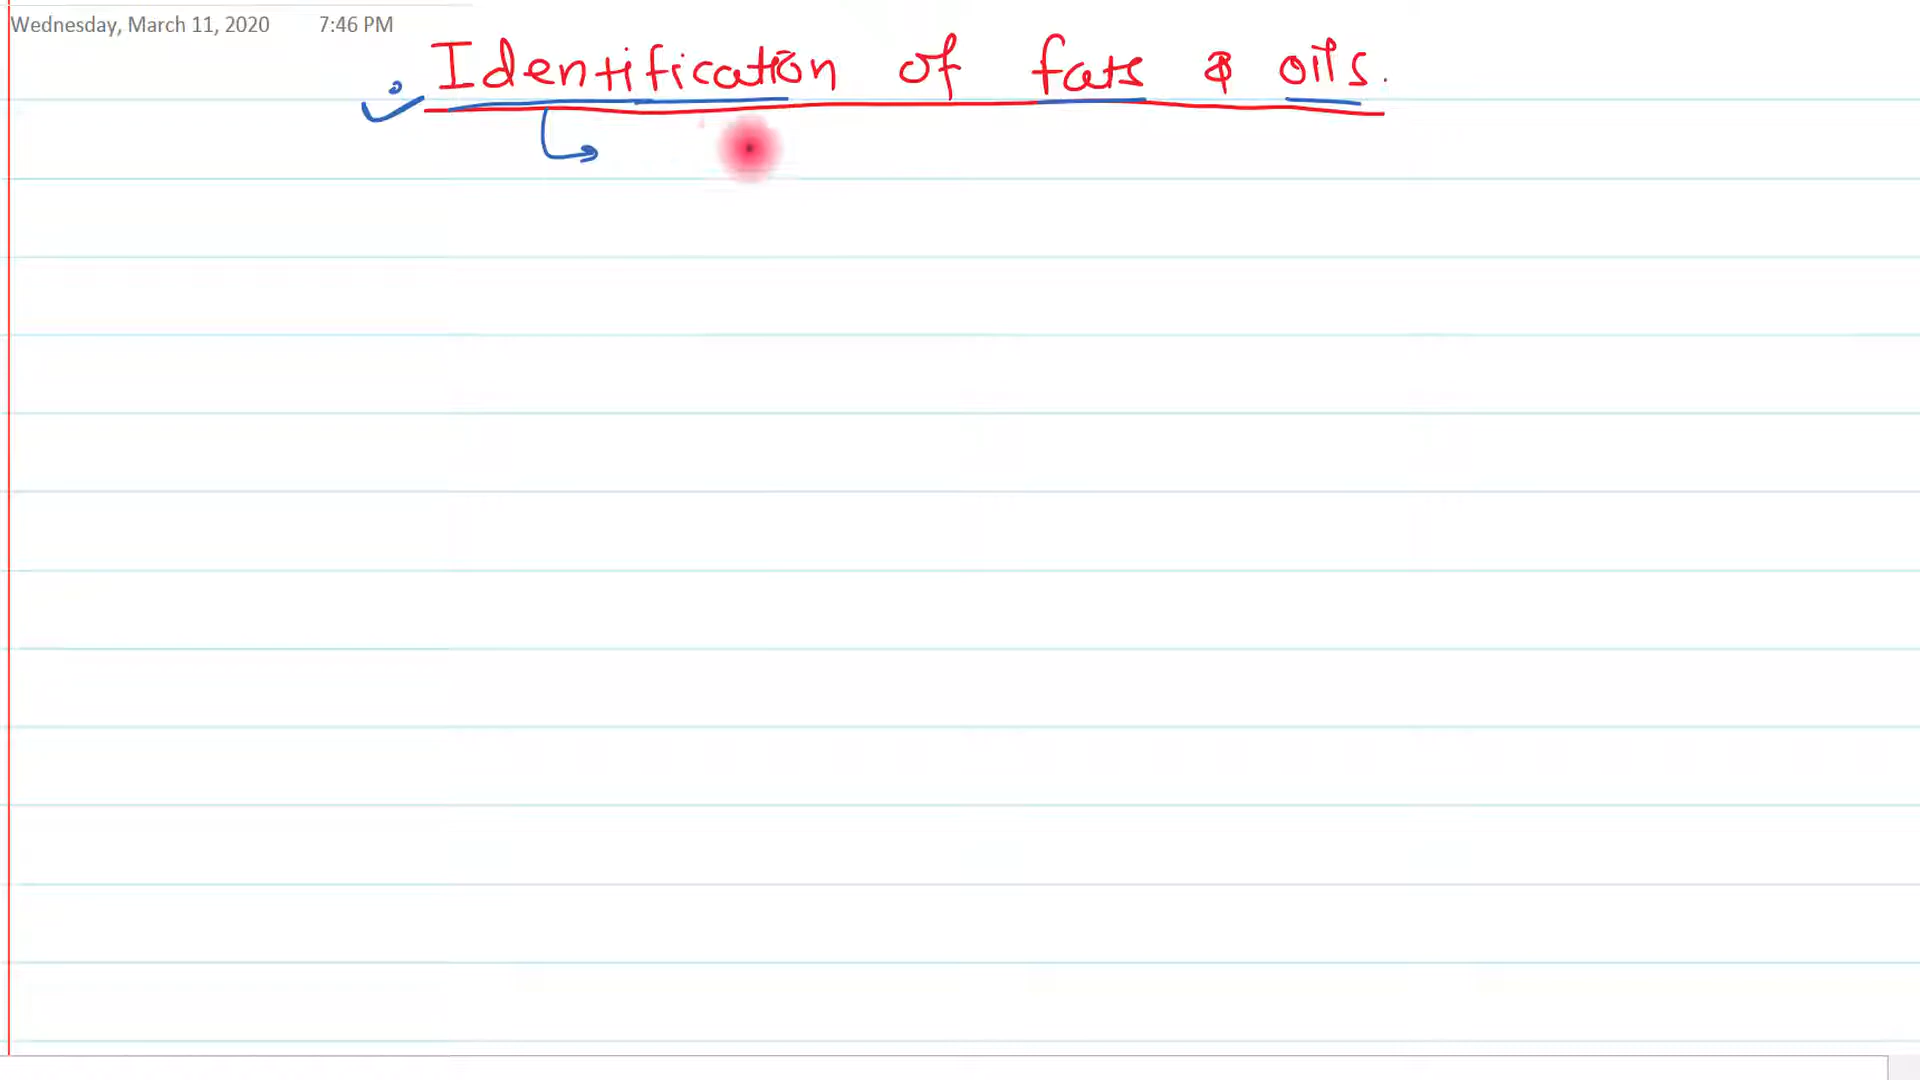 Wednesday, March 11, 2020 7:46 PM
Identification of fats & oils.